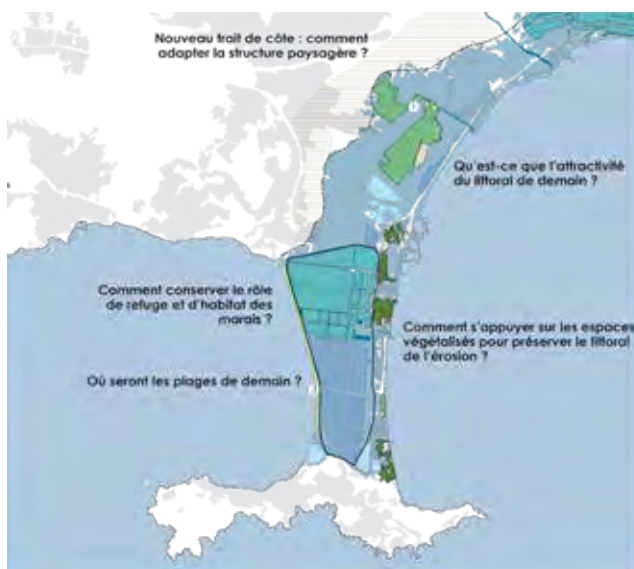 Nouveau trait de côte : comment
adapter la structure paysagère ?
Qu'est-ce que l'attractivité
du littoral de demain ?
Comment conserver le rôle
de refuge et d'habitat des
marais ?
Comment s'appuyer sur les espaces
végétalisés pour préserver le littoral
de l'érosion ?
Où seront les plages de demain ?